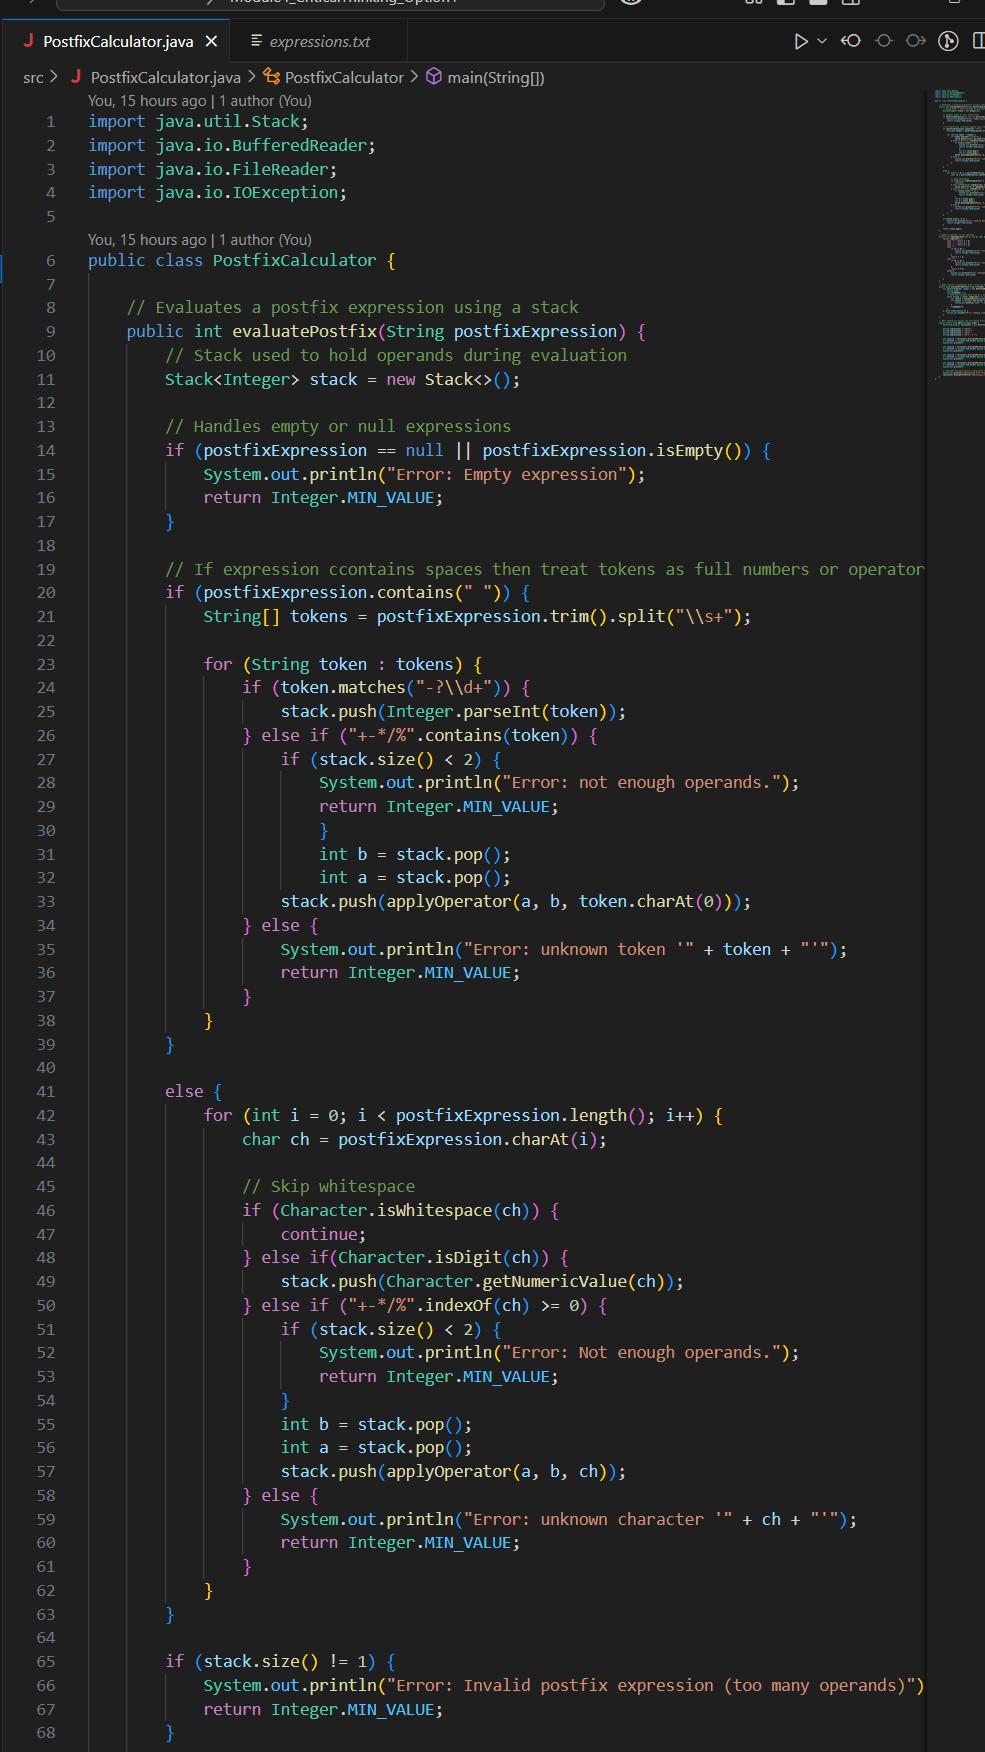 Module1_CriticalThinking_Option1
PostfixCalculator.java
expressions.txt
src > PostfixCalculator.java > PostfixCalculator > main(String[])
You, 15 hours ago | 1 author (You)
1 import java.util.Stack;
2 import java.io.BufferedReader;
3 import java.io.FileReader;
4 import java.io.IOException;
5
You, 15 hours ago | 1 author (You)
6 public class PostfixCalculator {
7
8     // Evaluates a postfix expression using a stack
9     public int evaluatePostfix(String postfixExpression) {
10         // Stack used to hold operands during evaluation
11         Stack<Integer> stack = new Stack<>();
12
13         // Handles empty or null expressions
14         if (postfixExpression == null || postfixExpression.isEmpty()) {
15             System.out.println("Error: Empty expression");
16             return Integer.MIN_VALUE;
17         }
18
19         // If expression ccontains spaces then treat tokens as full numbers or operator
20         if (postfixExpression.contains(" ")) {
21             String[] tokens = postfixExpression.trim().split("\\s+");
22
23             for (String token : tokens) {
24                 if (token.matches("-?\\d+")) {
25                     stack.push(Integer.parseInt(token));
26                 } else if ("+-*/%".contains(token)) {
27                     if (stack.size() < 2) {
28                         System.out.println("Error: not enough operands.");
29                         return Integer.MIN_VALUE;
30                         }
31                         int b = stack.pop();
32                         int a = stack.pop();
33                     stack.push(applyOperator(a, b, token.charAt(0)));
34                 } else {
35                     System.out.println("Error: unknown token '" + token + "'");
36                     return Integer.MIN_VALUE;
37                 }
38             }
39         }
40
41         else {
42             for (int i = 0; i < postfixExpression.length(); i++) {
43                 char ch = postfixExpression.charAt(i);
44
45                 // Skip whitespace
46                 if (Character.isWhitespace(ch)) {
47                     continue;
48                 } else if(Character.isDigit(ch)) {
49                     stack.push(Character.getNumericValue(ch));
50                 } else if ("+-*/%".indexOf(ch) >= 0) {
51                     if (stack.size() < 2) {
52                         System.out.println("Error: Not enough operands.");
53                         return Integer.MIN_VALUE;
54                     }
55                     int b = stack.pop();
56                     int a = stack.pop();
57                     stack.push(applyOperator(a, b, ch));
58                 } else {
59                     System.out.println("Error: unknown character '" + ch + "'");
60                     return Integer.MIN_VALUE;
61                 }
62             }
63         }
64
65         if (stack.size() != 1) {
66             System.out.println("Error: Invalid postfix expression (too many operands)")
67             return Integer.MIN_VALUE;
68         }